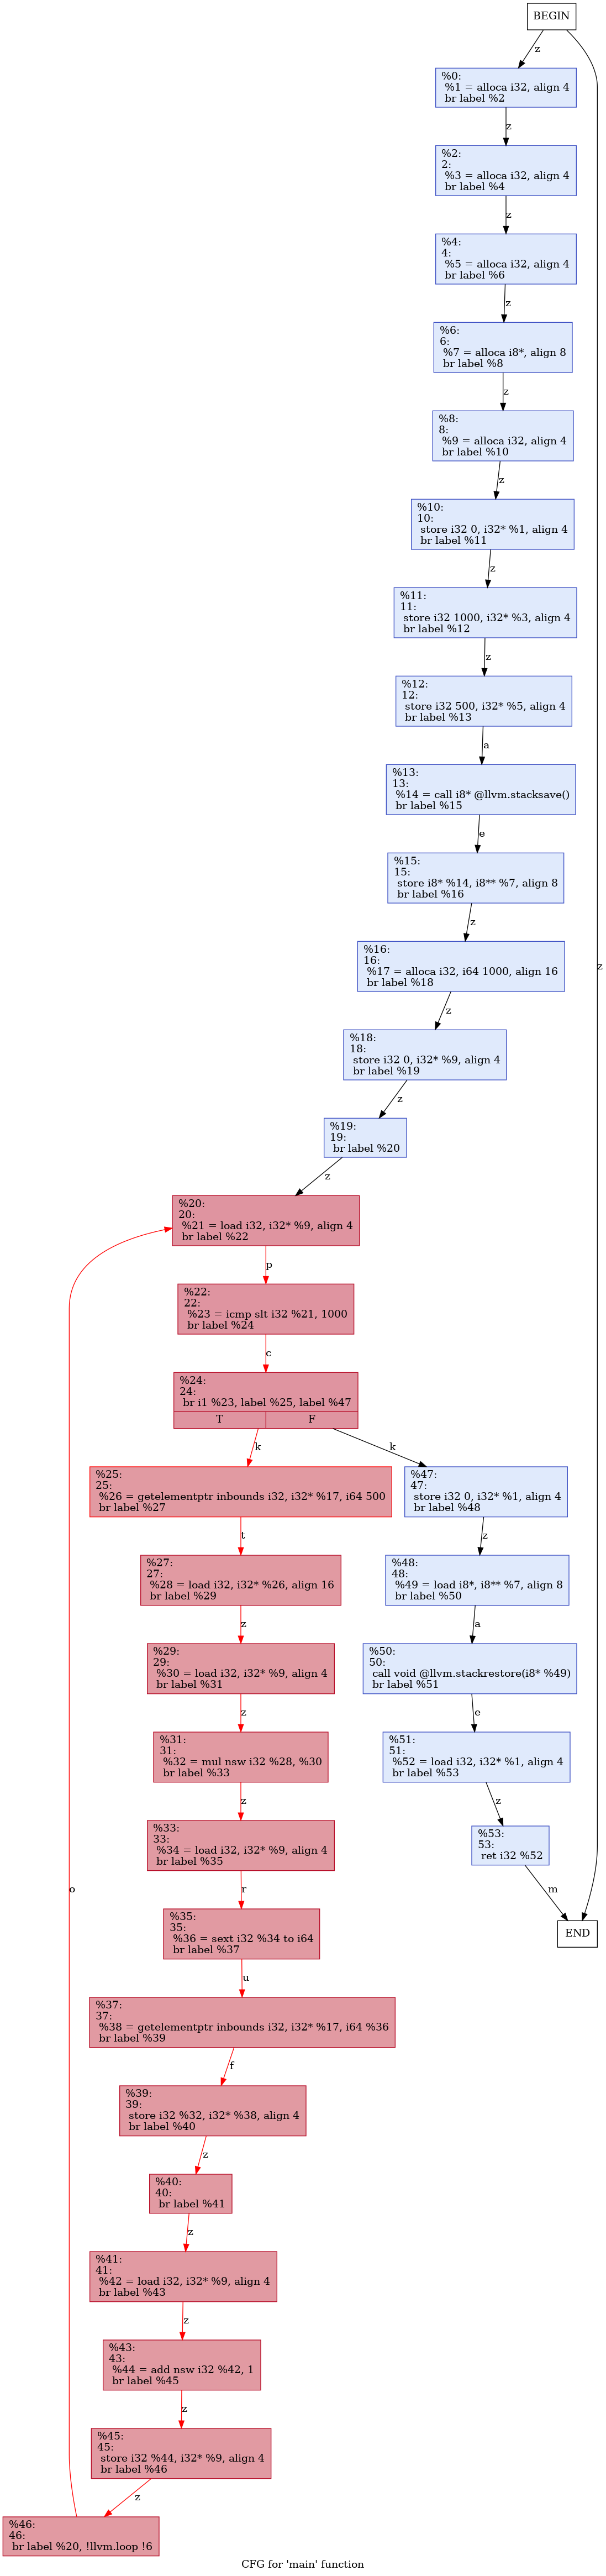 BEGIN
z
%0:
%1 = alloca i32, align 4
br label %2
z
%2:
2:
%3 = alloca i32, align 4
br label %4
z
%4:
4:
%5 = alloca i32, align 4
br label %6
z
%6:
6:
%7 = alloca i8*, align 8
br label %8
z
%8:
8:
%9 = alloca i32, align 4
br label %10
z
%10:
10:
store i32 0, i32* %1, align 4
br label %11
z
%11:
11:
store i32 1000, i32* %3, align 4
br label %12
z
%12:
12:
store i32 500, i32* %5, align 4
br label %13
a
%13:
13:
%14 = call i8* @llvm.stacksave()
br label %15
e
%15:
15:
store i8* %14, i8** %7, align 8
br label %16
z
z
%16:
16:
%17 = alloca i32, i64 1000, align 16
br label %18
z
%18:
18:
store i32 0, i32* %9, align 4
br label %19
z
%19:
19:
br label %20
z
%20:
20:
%21 = load i32, i32* %9, align 4
br label %22
p
%22:
22:
%23 = icmp slt i32 %21, 1000
br label %24
c
%24:
24:
br i1 %23, label %25, label %47
T
F
k
k
%25:
25:
%26 = getelementptr inbounds i32, i32* %17, i64 500
br label %27
t
%27:
27:
%28 = load i32, i32* %26, align 16
br label %29
z
%29:
29:
%30 = load i32, i32* %9, align 4
br label %31
z
%31:
31:
%32 = mul nsw i32 %28, %30
br label %33
z
%33:
33:
%34 = load i32, i32* %9, align 4
br label %35
r
%35:
35:
%36 = sext i32 %34 to i64
br label %37
u
%37:
37:
%38 = getelementptr inbounds i32, i32* %17, i64 %36
br label %39
f
%39:
39:
store i32 %32, i32* %38, align 4
br label %40
z
%40:
40:
br label %41
z
%41:
41:
%42 = load i32, i32* %9, align 4
br label %43
z
%43:
43:
%44 = add nsw i32 %42, 1
br label %45
z
%45:
45:
store i32 %44, i32* %9, align 4
br label %46
z
%46:
46:
br label %20, !llvm.loop !6
o
%47:
47:
store i32 0, i32* %1, align 4
br label %48
z
%48:
48:
%49 = load i8*, i8** %7, align 8
br label %50
a
%50:
50:
call void @llvm.stackrestore(i8* %49)
br label %51
e
%51:
51:
%52 = load i32, i32* %1, align 4
br label %53
z
%53:
53:
ret i32 %52
m
END
CFG for 'main' function